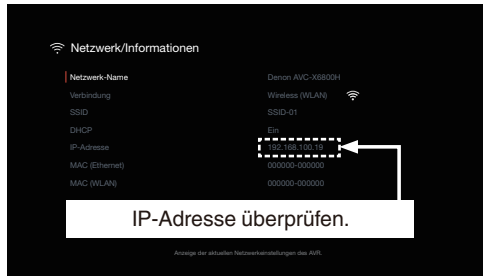 Netzwerk/Informationen
Netzwerk-Name Denon AVC-X6800H
Verbindung Wireless (WLAN)
SSID SSID-01
DHCP Ein
IP-Adresse 192.168.100.19
MAC (Ethernet) 000000-000000
MAC (WLAN) 000000-000000
IP-Adresse überprüfen.
Anzeige der aktuellen Netzwerkeinstellungen des AVR.